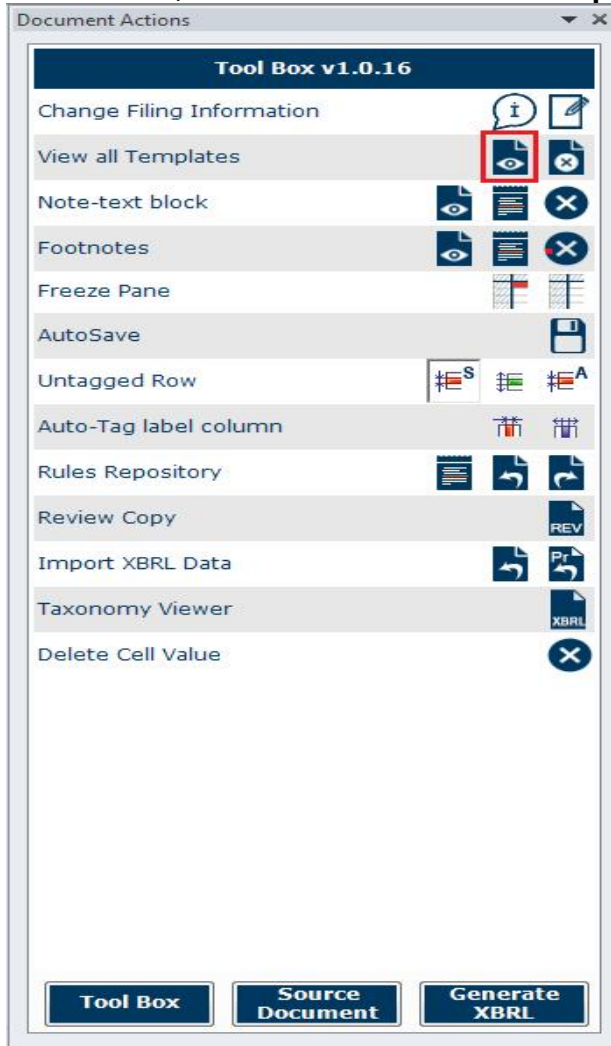 Document Actions
Tool Box v1.0.16
Change Filing Information i
View all Templates
Note-text block
Footnotes
Freeze Pane
AutoSave
Untagged Row S A
Auto-Tag label column
Rules Repository
Review Copy REV
Import XBRL Data Pr
Taxonomy Viewer XBRL
Delete Cell Value
Tool Box
Source
Document
Generate
XBRL